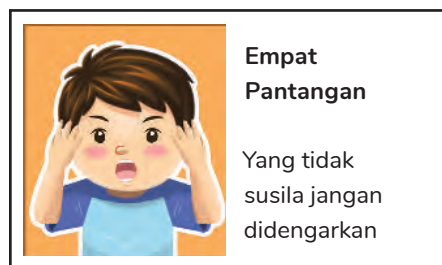 Empat
Pantangan
Yang tidak
susila jangan
didengarkan